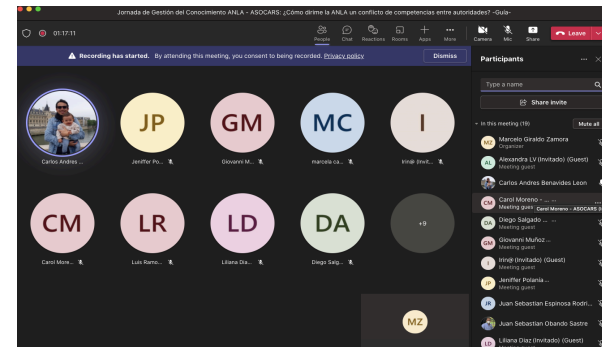 Jornada de Gestión del Conocimiento ANLA - ASOCARS: ¿Cómo dirime la ANLA un conflicto de competencias entre autoridades? -Guía-
01:17:11
People Chat Reactions Rooms Apps More Camera Mic Share Leave
Recording has started. By attending this meeting, you consent to being recorded. Privacy policy Dismiss
Participants
Type a name
Share invite
In this meeting (19) Mute all
MZ Marcelo Giraldo Zamora
Organizer
AL Alexandra LV (Invitado) (Guest)
Meeting guest
Carlos Andres Benavides Leon
CM Carol Moreno - ... ...
Meeting gues Carol Moreno - ASOCARS (I
DA Diego Salgado ... ...
Meeting guest
GM Giovanni Muñoz...
Meeting guest
I Irin@ (Invitado) (Guest)
Meeting guest
JP Jeniffer Polania ...
Meeting guest
JR Juan Sebastian Espinosa Rodri...
Juan Sebastian Obando Sastre
LD Liliana Diaz (Invitado) (Guest)
Meeting guest
JP GM MC I
Carlos Andres ... Jeniffer Po... Giovanni M... marcela ca... Irin@ (Invit...
CM LR LD DA +9
Carol More... Luis Ramo... Liliana Dia... Diego Salg...
MZ